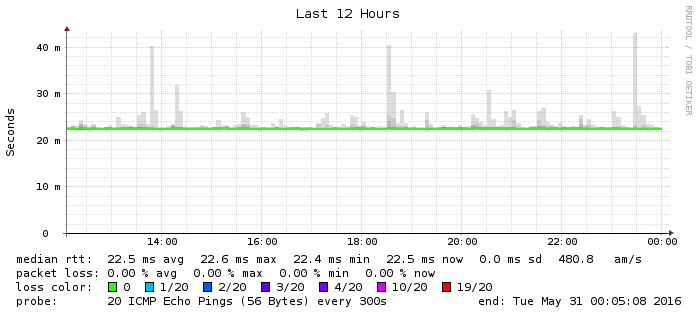 Last 12 Hours
RRDTOOL / TOBI OETIKER
Seconds
40 m
30 m
20 m
10 m
0
14:00 16:00 18:00 20:00 22:00 00:00
median rtt: 22.5 ms avg 22.6 ms max 22.4 ms min 22.5 ms now 0.0 ms sd 480.8 am/s
packet loss: 0.00 % avg 0.00 % max 0.00 % min 0.00 % now
loss color: 0 1/20 2/20 3/20 4/20 10/20 19/20
probe: 20 ICMP Echo Pings (56 Bytes) every 300s end: Tue May 31 00:05:08 2016